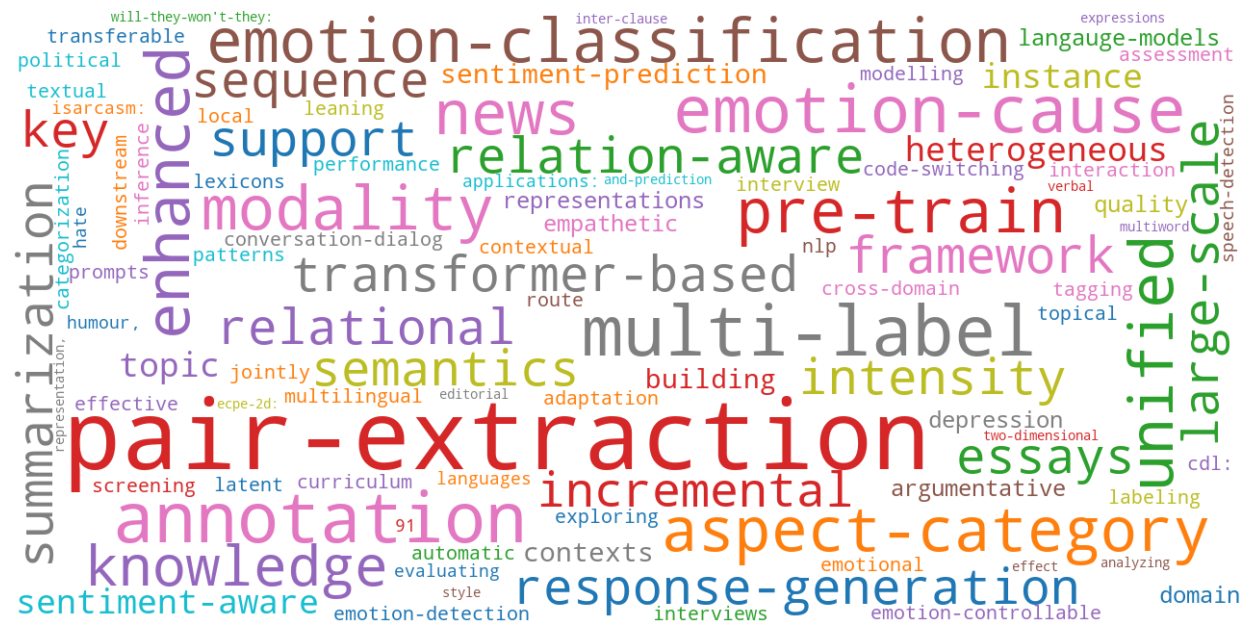 will-they-won't-they:
inter-clause
expressions
transferable
emotion-classification
langauge-models
political
sequence
sentiment-prediction
modelling
instance
assessment
textual
enhanced
isarcasm:
local
leaning
news
emotion-cause
key
support
relation-aware
heterogeneous
speech-detection
categorization
downstream
inference
performance
code-switching
interaction
large-scale
hate
lexicons
applications:
and-prediction
interview
verbal
modality
representations
pre-train
quality
summarization
conversation-dialog
empathetic
multiword
patterns
contextual
nlp
framework
prompts
transformer-based
cross-domain
tagging
route
unified
humour,
relational
multi-label
topical
representation,
topic
jointly
semantics
building
intensity
effective
ecpe-2d:
multilingual
editorial
adaptation
pair-extraction
depression
two-dimensional
essays
cdl:
screening
latent
curriculum
languages
incremental
argumentative
labeling
annotation
91
exploring
aspect-category
knowledge
automatic
contexts
evaluating
emotional
effect
analyzing
sentiment-aware
style
response-generation
domain
emotion-detection
interviews
emotion-controllable